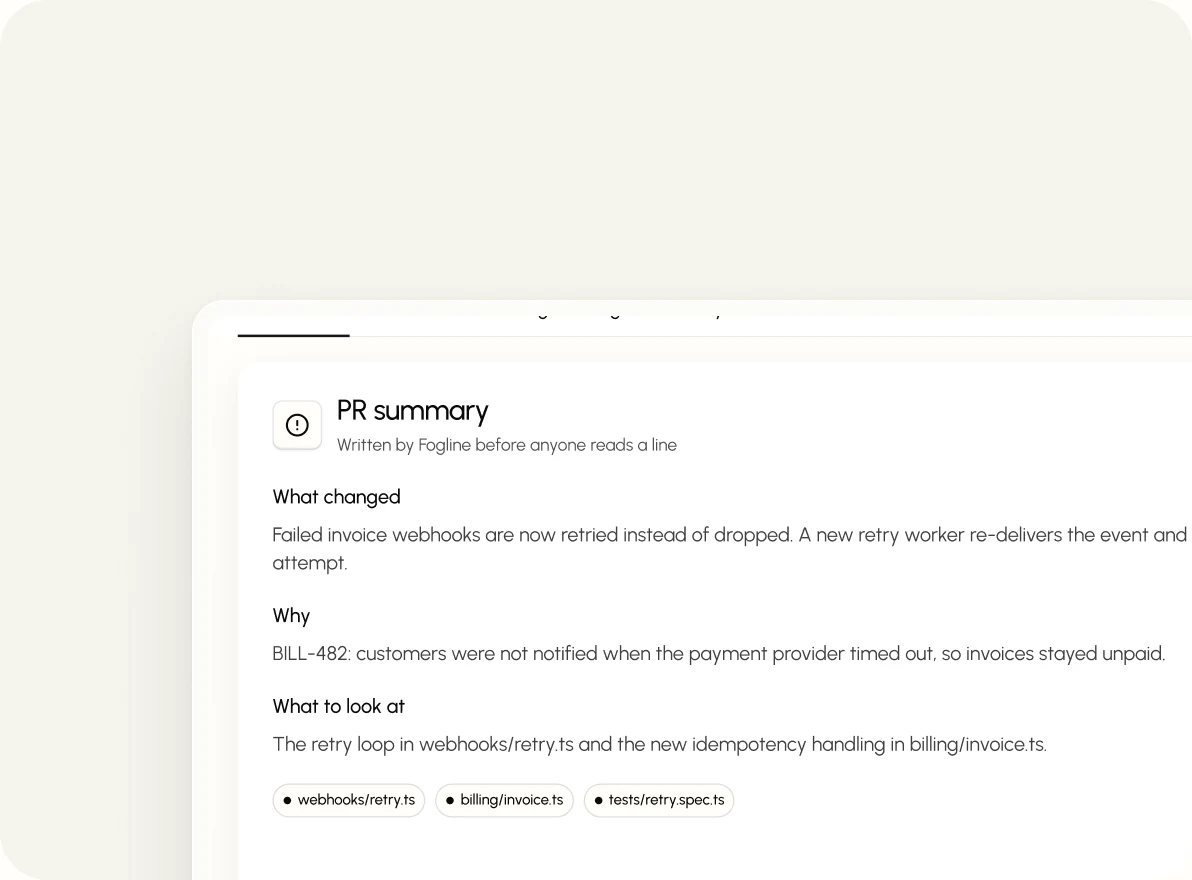 PR summary
Written by Fogline before anyone reads a line
What changed
Failed invoice webhooks are now retried instead of dropped. A new retry worker re-delivers the event and
attempt.
Why
BILL-482: customers were not notified when the payment provider timed out, so invoices stayed unpaid.
What to look at
The retry loop in webhooks/retry.ts and the new idempotency handling in billing/invoice.ts.
webhooks/retry.ts billing/invoice.ts tests/retry.spec.ts